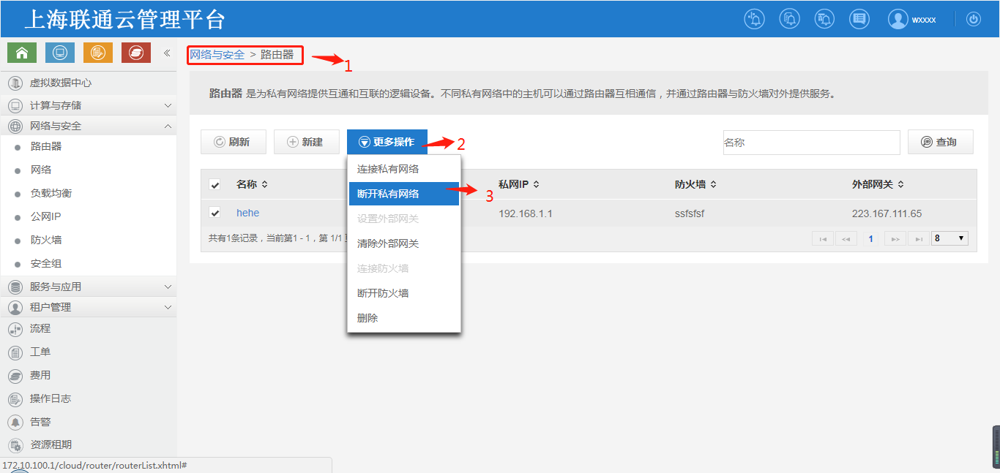 上海联通云管理平台
wxxxx
«
网络与安全 > 路由器
1
虚拟数据中心
计算与存储
网络与安全
路由器
网络
负载均衡
公网IP
防火墙
安全组
服务与应用
租户管理
流程
工单
费用
操作日志
告警
资源租期
路由器 是为私有网络提供互通和互联的逻辑设备。不同私有网络中的主机可以通过路由器互相通信，并通过路由器与防火墙对外提供服务。
刷新 新建 更多操作 2 名称 查询
连接私有网络
断开私有网络 3
设置外部网关
清除外部网关
连接防火墙
断开防火墙
删除
名称 私网IP 防火墙 外部网关
hehe 192.168.1.1 ssfsfsf 223.167.111.65
共有1条记录，当前第1 - 1，第 1/1 1 8
172.10.100.1/cloud/router/routerList.xhtml#